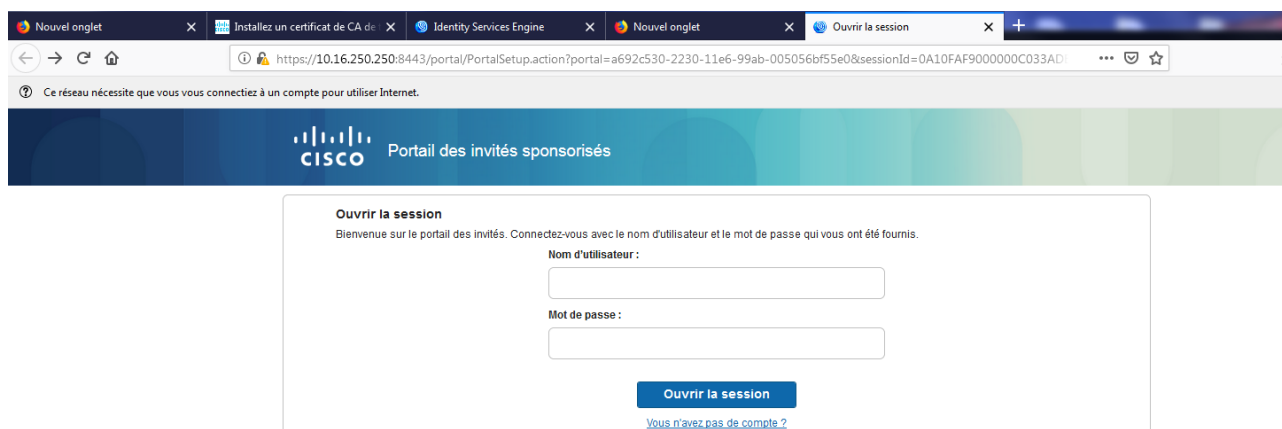 Nouvel onglet
Installez un certificat de CA de
Identity Services Engine
Nouvel onglet
Ouvrir la session
https://10.16.250.250:8443/portal/PortalSetup.action?portal=a692c530-2230-11e6-99ab-005056bf55e0&sessionId=0A10FAF9000000C033AD
Ce réseau nécessite que vous vous connectiez à un compte pour utiliser Internet.
CISCO
Portail des invités sponsorisés
Ouvrir la session
Bienvenue sur le portail des invités. Connectez-vous avec le nom d'utilisateur et le mot de passe qui vous ont été fournis.
Nom d'utilisateur :
Mot de passe :
Ouvrir la session
Vous n'avez pas de compte ?